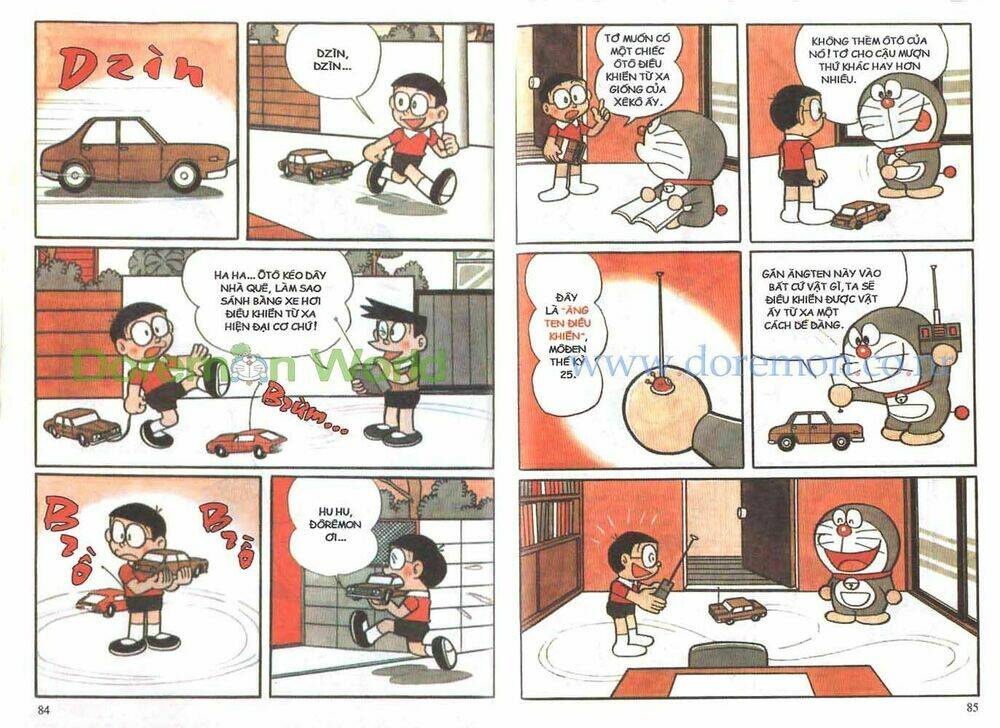 Dzìn
DZÌN,
DZÌN...
HA HA... ÔTÔ KÉO DÂY
NHÀ QUÊ, LÀM SAO
SÁNH BẰNG XE HƠI
ĐIỀU KHIỂN TỪ XA
HIỆN ĐẠI CƠ CHỨ!
Brùm...
Doremon World
Brồ
Brồ
HU HU,
ĐÔRÊMON
ƠI...
84
TỚ MUỐN CÓ
MỘT CHIẾC
ÔTÔ ĐIỀU
KHIỂN TỪ XA
GIỐNG CỦA
XÊKÔ ẤY.
KHÔNG THÈM ÔTÔ CỦA
NÓ! TỚ CHO CẬU MƯỢN
THỨ KHÁC HAY HƠN
NHIỀU.
ĐÂY
LÀ "ĂNG
TEN ĐIỀU
KHIỂN",
MÔĐEN
THẾ KỶ
25.
GẮN ĂNGTEN NÀY VÀO
BẤT CỨ VẬT GÌ, TA SẼ
ĐIỀU KHIỂN ĐƯỢC VẬT
ẤY TỪ XA MỘT
CÁCH DỄ DÀNG.
www.doremon.co.nr
85